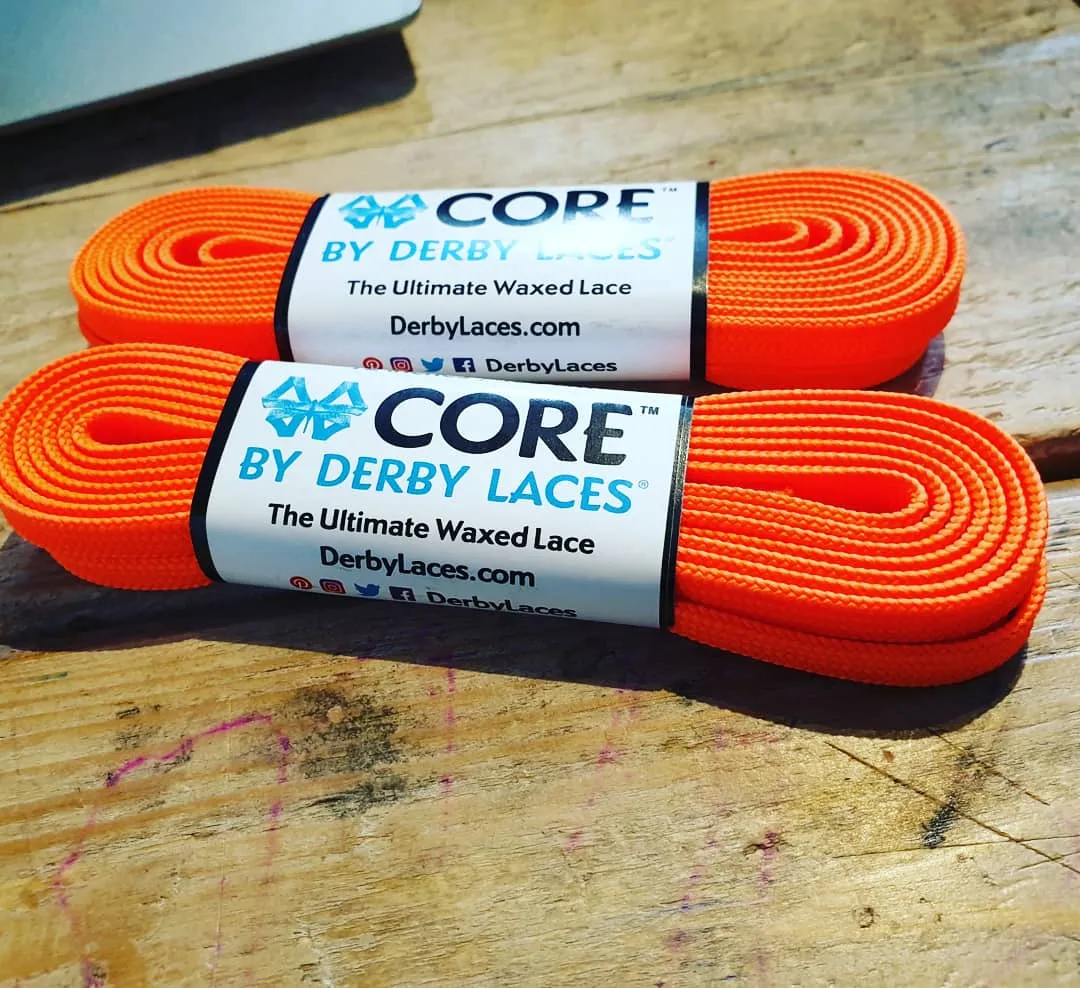 CORE™
BY DERBY LACES
The Ultimate Waxed Lace
DerbyLaces.com
DerbyLaces
CORE™
BY DERBY LACES®
The Ultimate Waxed Lace
DerbyLaces.com
DerbyLaces